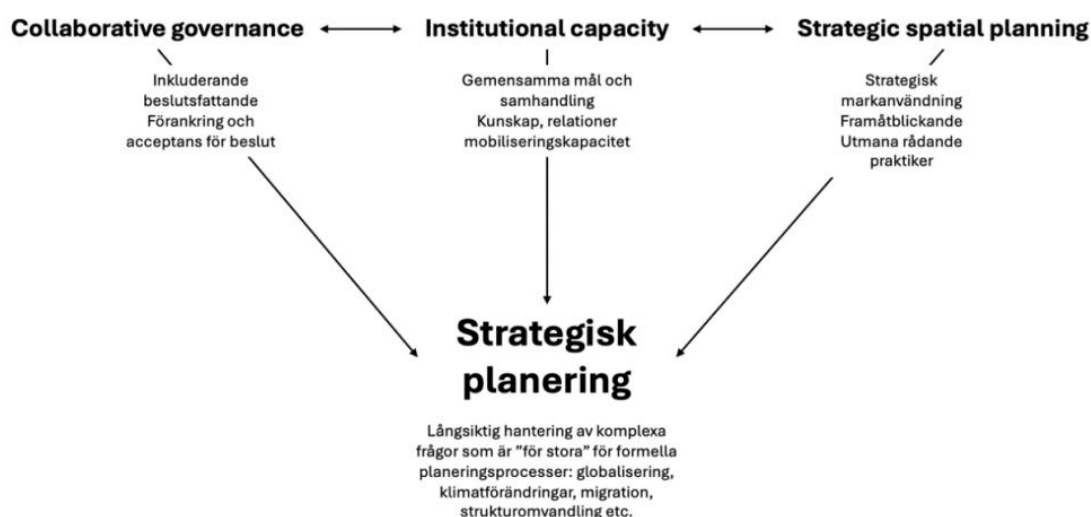 Collaborative governance
Institutional capacity
Strategic spatial planning
Inkluderande
beslutsfattande
Förankring och
acceptans för beslut
Gemensamma mål och
samhandling
Kunskap, relationer
mobiliseringskapacitet
Strategisk
markanvändning
Framåtblickande
Utmana rådande
praktiker
Strategisk
planering
Långsiktig hantering av komplexa
frågor som är ”för stora” för formella
planeringsprocesser: globalisering,
klimatförändringar, migration,
strukturomvandling etc.